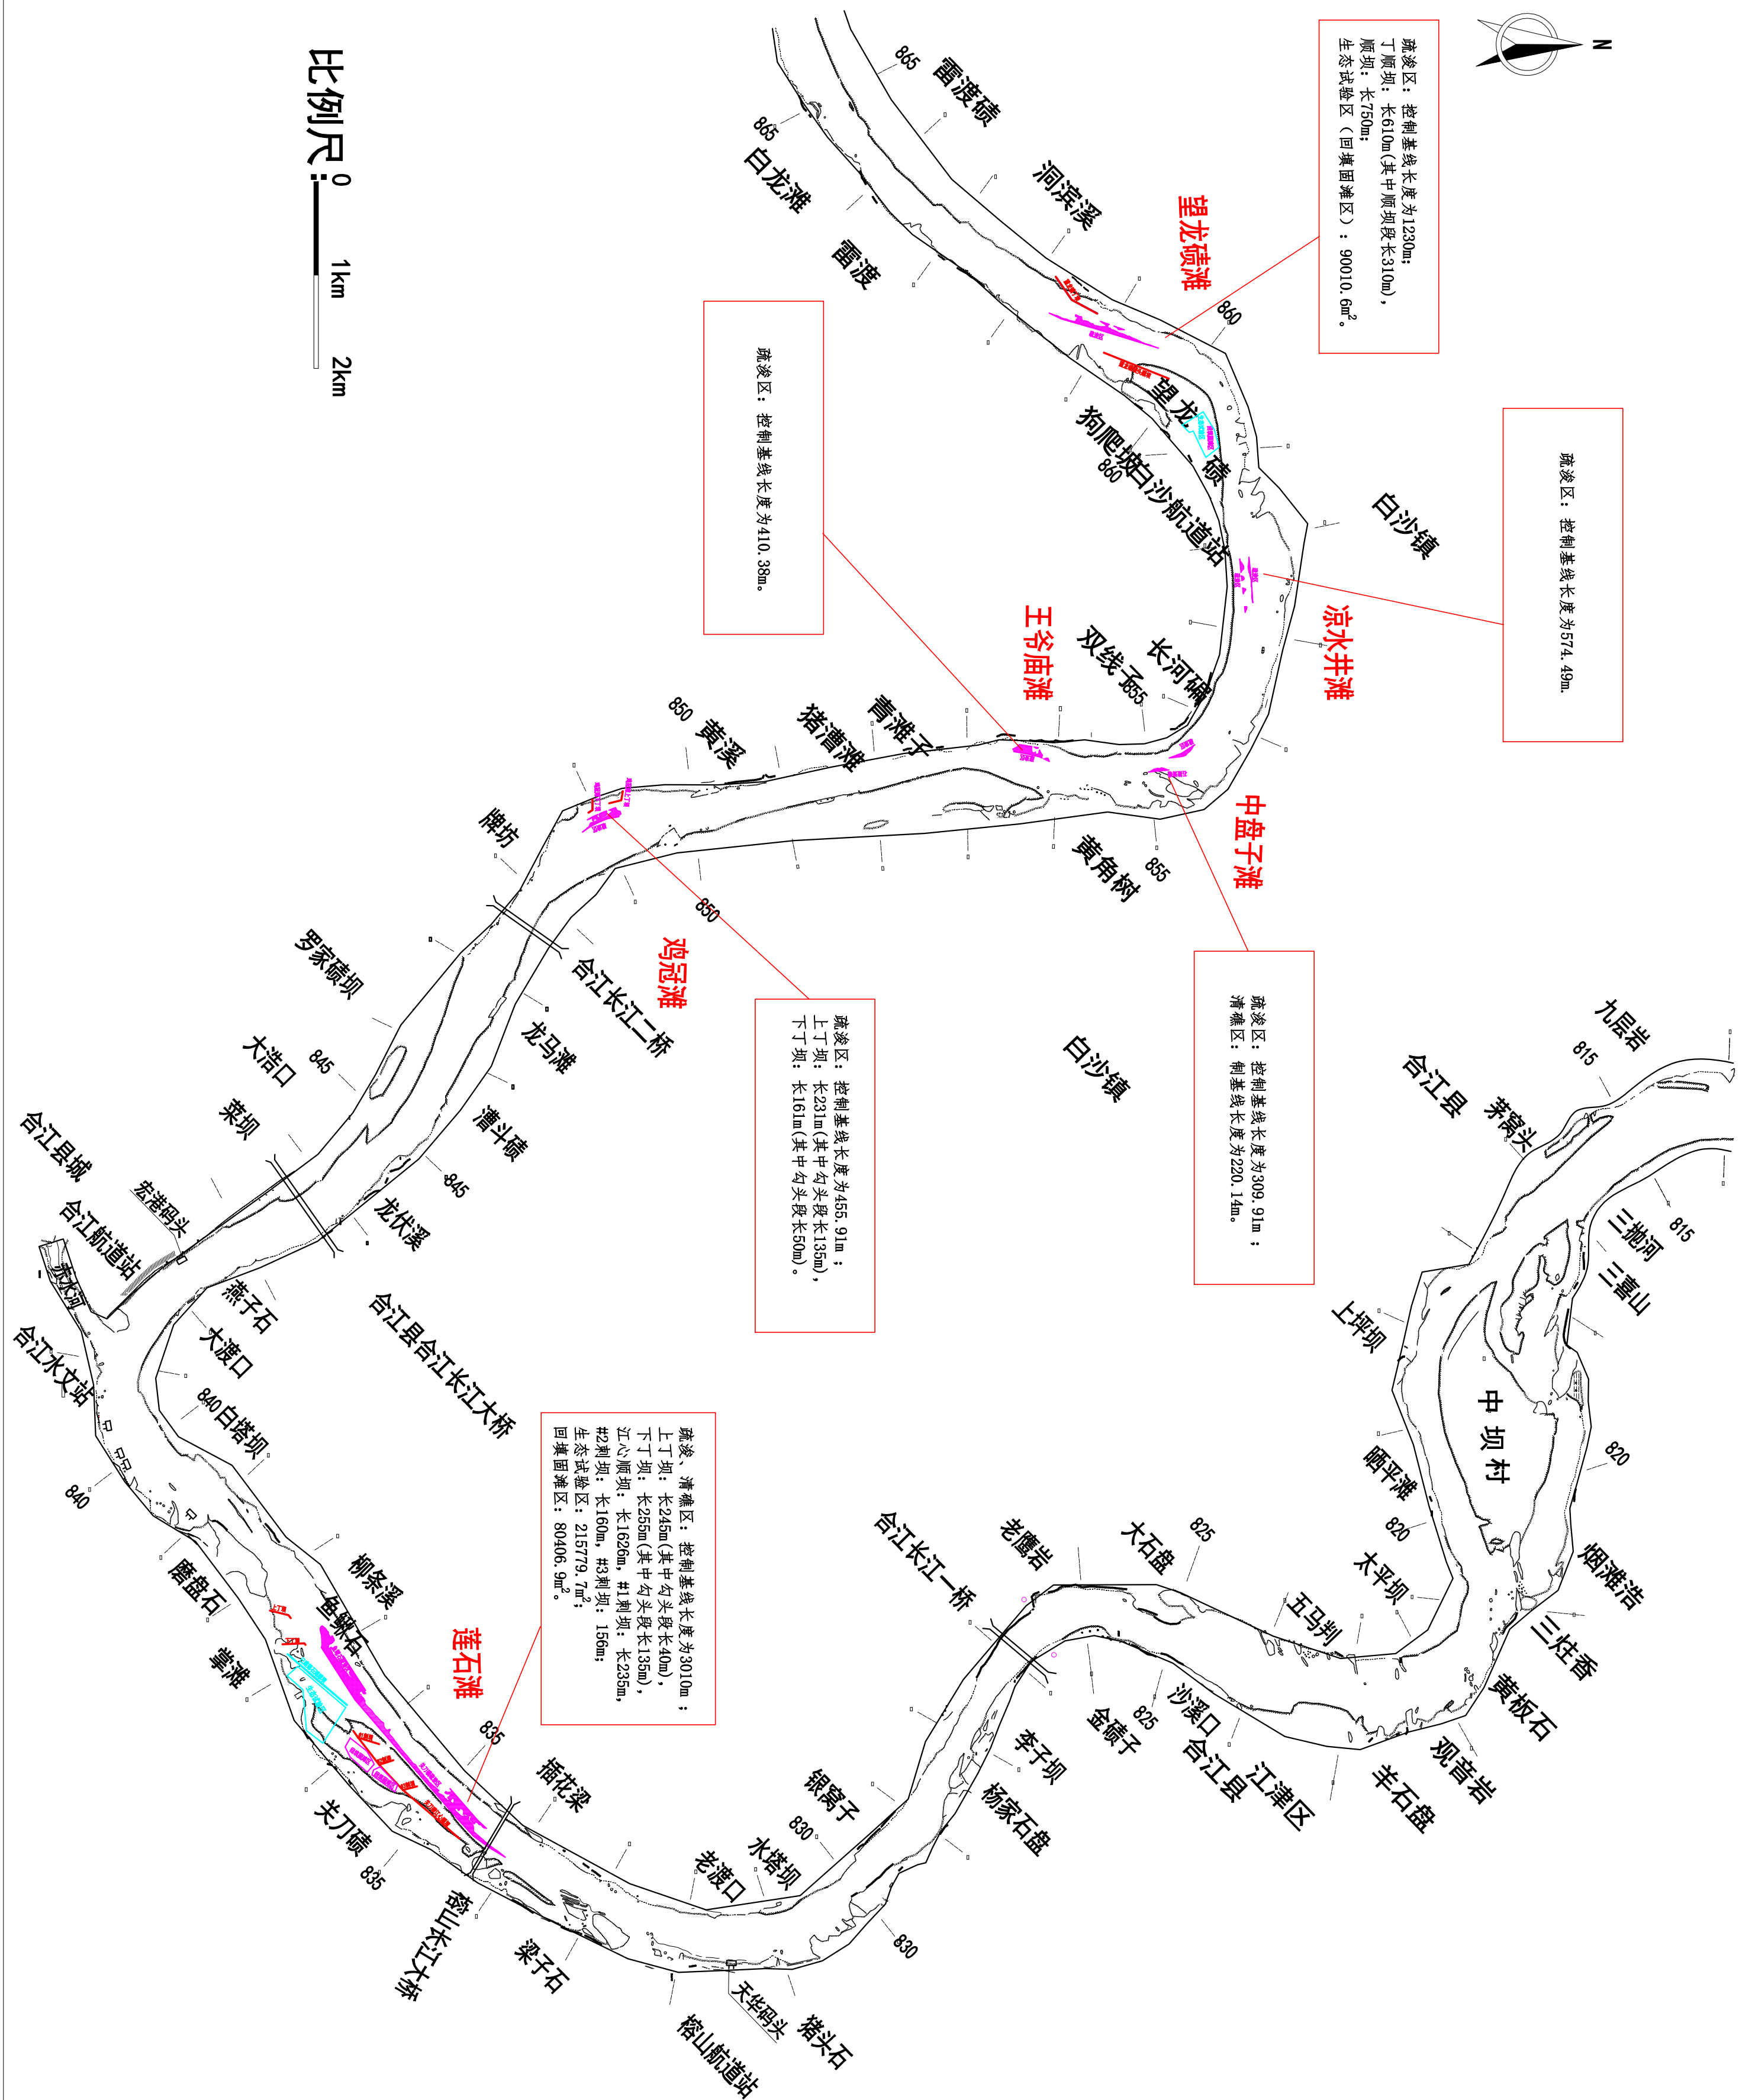 N
疏浚区：控制基线长度为1230m;
丁顺坝：长610m(其中顺坝段长310m),
顺坝：长750m;
生态试验区（回填固滩区）：90010.6m²。
疏浚区：控制基线长度为574.49m.
疏浚区：控制基线长度为410.38m。
疏浚区：控制基线长度为309.91m；
清礁区：制基线长度为220.14m。
疏浚区：控制基线长度为455.91m；
上丁坝：长231m(其中勾头段长135m),
下丁坝：长161m(其中勾头段长50m)。
疏浚、清礁区：控制基线长度为3010m；
上丁坝：长245m(其中勾头段长40m),
下丁坝：长255m(其中勾头段长135m),
江心顺坝：长1626m, #1刺坝：长235m,
#2刺坝：长160m, #3刺坝：156m;
生态试验区：215779.7m²;
回填固滩区：80406.9m²。
比例尺:
0 1km 2km
865
雷渡碛
洞滨溪
望龙碛滩
860
865
白龙滩
雷渡
望龙碛
狗爬坡
860
白沙航道站
白沙镇
凉水井滩
双线子
长河碥
855
王爷庙滩
中盘子滩
855
黄角树
青滩子
猪漕滩
黄溪
850
850
鸡冠滩
牌坊
合江长江二桥
罗家碛坝
龙马滩
大浩口
845
菜坝
漕斗碛
845
龙伏溪
合江县城
宏港码头
合江航道站
赤水河
合江水文站
燕子石
大渡口
合江县合江长江大桥
840
白塔坝
840
磨盘石
柳条溪
鱼鳅石
掌滩
莲石滩
835
插花梁
关刀碛
835
密山长江大桥
梁子石
老渡口
水塔坝
830
银窝子
830
天华码头
猪头石
榕山航道站
杨家石盘
李子坝
合江长江一桥
老鹰岩
大石盘
825
金碛子
825
沙溪口
合江县
江津区
五马判
太平坝
820
晒平滩
羊石盘
观音岩
黄板石
三炷香
烟滩浩
820
中坝村
上坪坝
三喜山
三抛河
815
815
九层岩
茅窝头
合江县
白沙镇